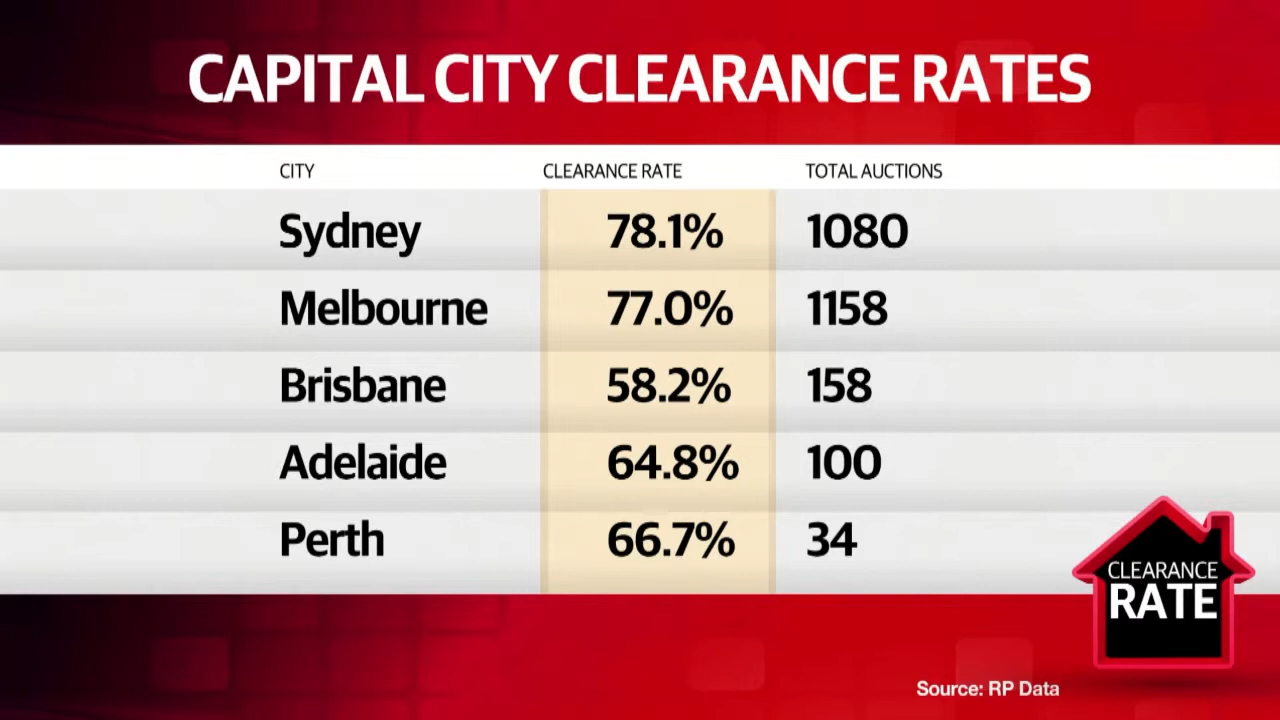 CAPITAL CITY CLEARANCE RATES
CITY CLEARANCE RATE TOTAL AUCTIONS
Sydney 78.1% 1080
Melbourne 77.0% 1158
Brisbane 58.2% 158
Adelaide 64.8% 100
Perth 66.7% 34
CLEARANCE
RATE
Source: RP Data